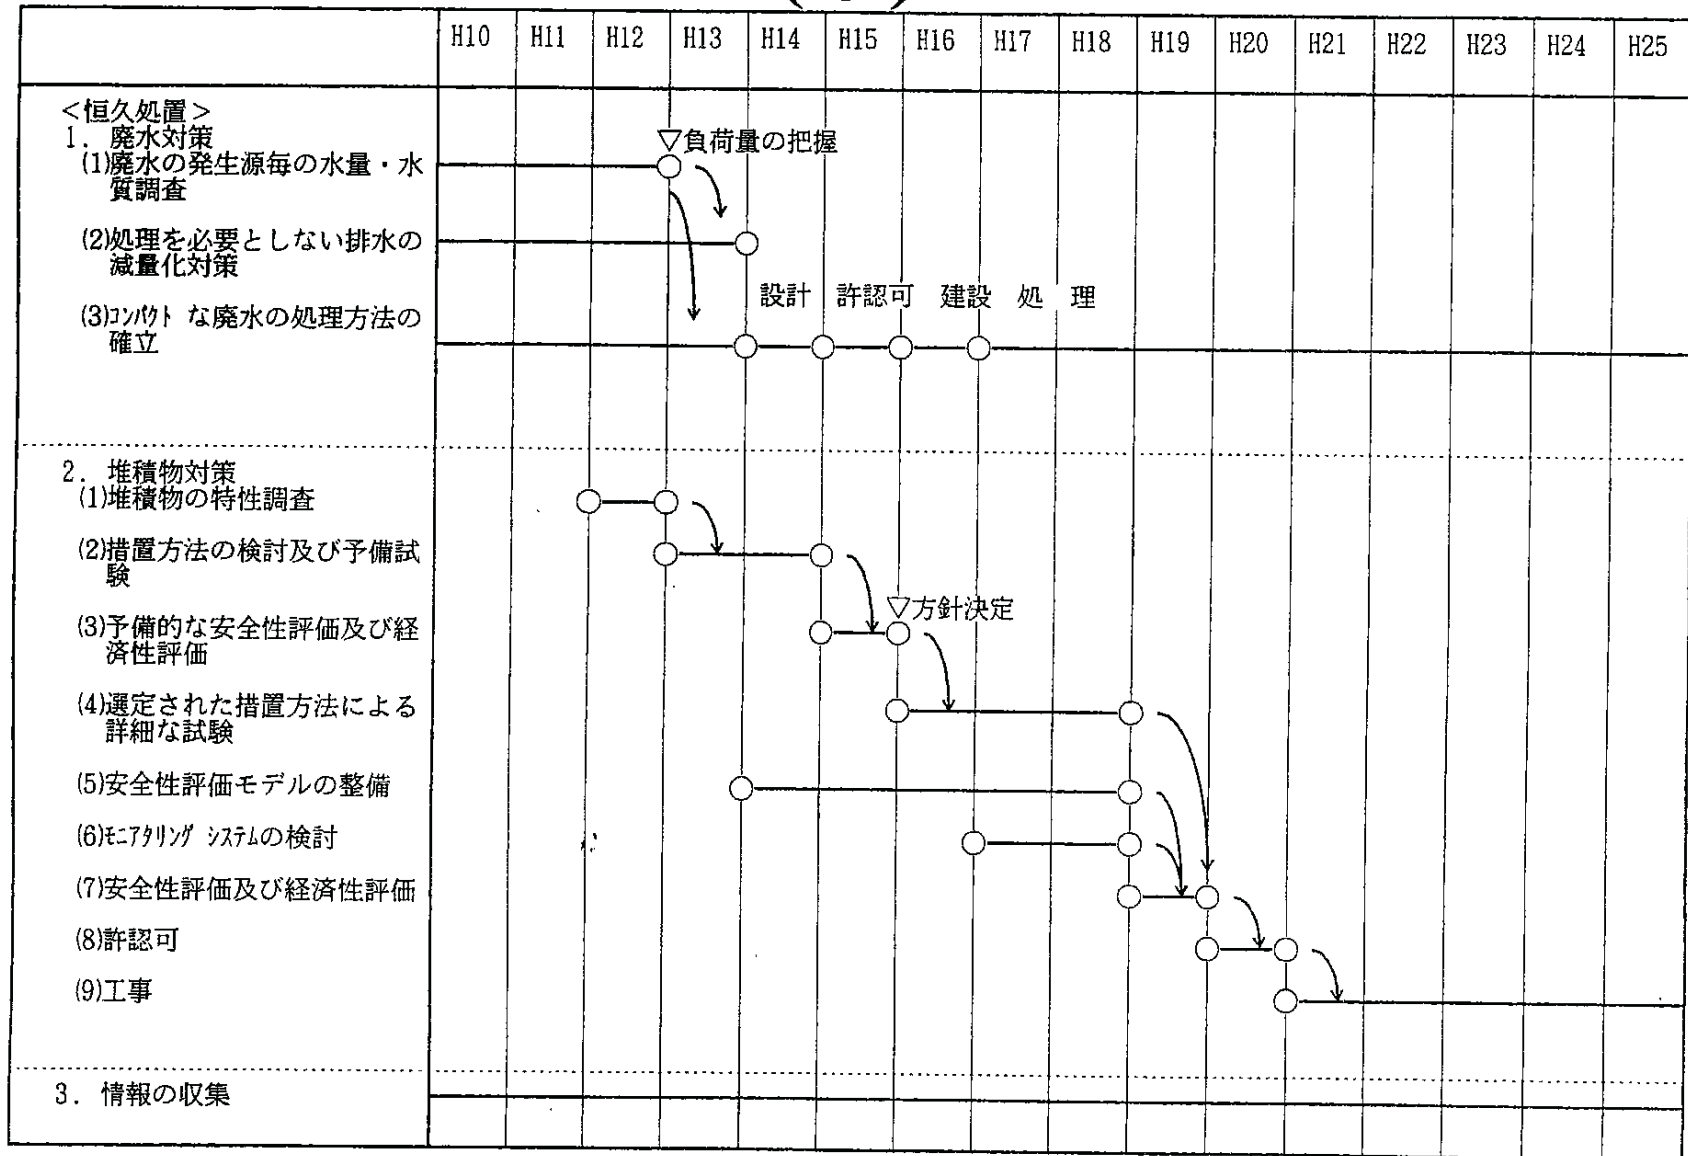 H10 H11 H12 H13 H14 H15 H16 H17 H18 H19 H20 H21 H22 H23 H24 H25
<恒久処置>
1. 廃水対策
▽負荷量の把握
(1)廃水の発生源毎の水量・水
質調査
(2)処理を必要としない排水の
減量化対策
設計 許認可 建設 処 理
(3)ｺﾝﾊﾟｸﾄ な廃水の処理方法の
確立
2. 堆積物対策
(1)堆積物の特性調査
(2)措置方法の検討及び予備試
験
▽方針決定
(3)予備的な安全性評価及び経
済性評価
(4)選定された措置方法による
詳細な試験
(5)安全性評価モデルの整備
(6)ﾓﾆｱﾀﾘﾝｸﾞ ｼｽﾃﾑの検討
(7)安全性評価及び経済性評価
(8)許認可
(9)工事
3. 情報の収集